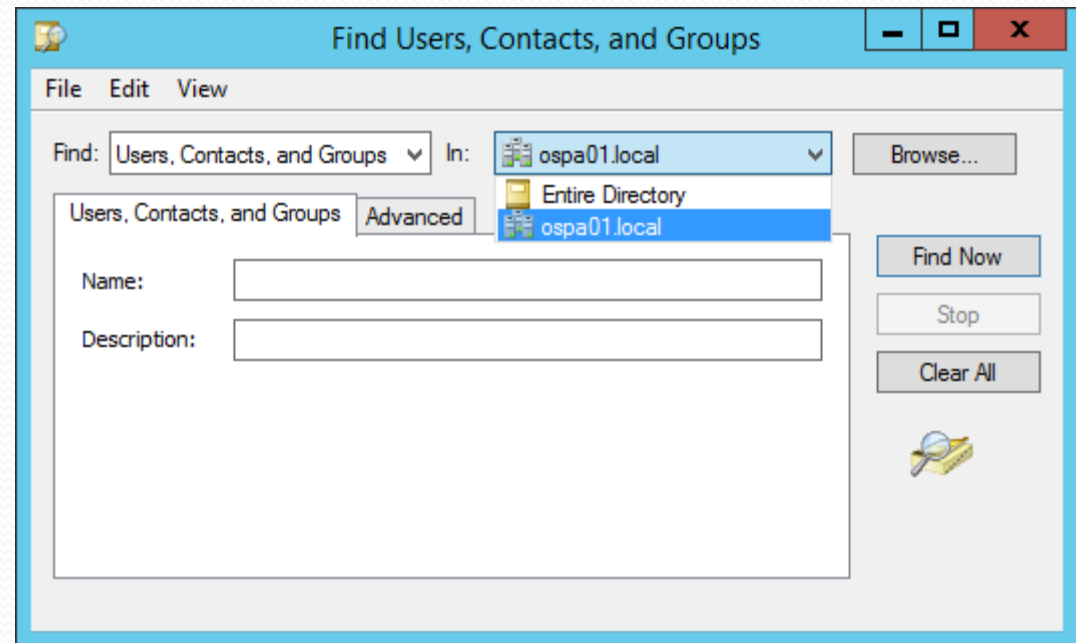 Find Users, Contacts, and Groups
File Edit View
Find: Users, Contacts, and Groups In: ospa01.local Browse...
Entire Directory
ospa01.local
Users, Contacts, and Groups Advanced
Name:
Description:
Find Now
Stop
Clear All